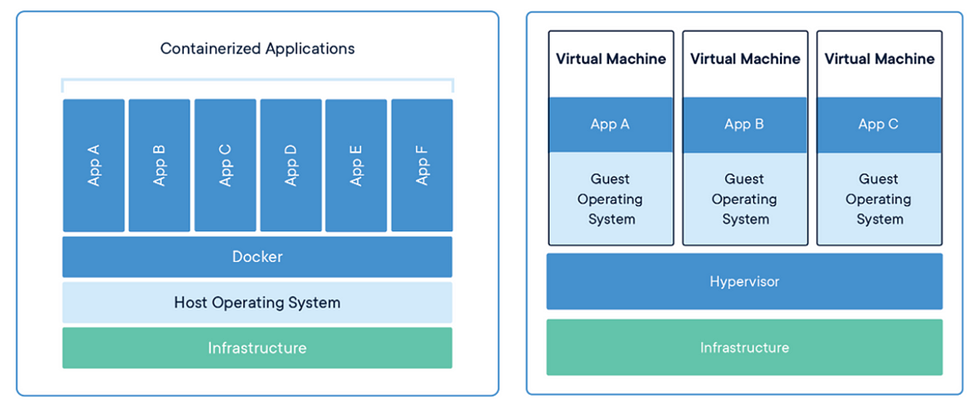 Containerized Applications
App A
App B
App C
App D
App E
App F
Docker
Host Operating System
Infrastructure
Virtual Machine
App A
Guest
Operating
System
Virtual Machine
App B
Guest
Operating
System
Virtual Machine
App C
Guest
Operating
System
Hypervisor
Infrastructure